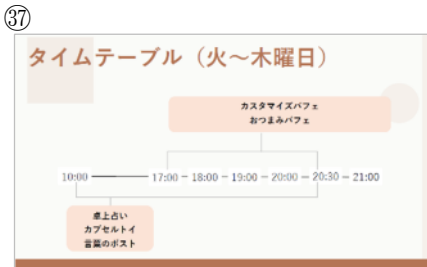 ㊲
タイムテーブル（火～木曜日）
カスタマイズパフェ
おつまみパフェ
10:00 ー 17:00 – 18:00 – 19:00 – 20:00 – 20:30 – 21:00
卓上占い
カプセルトイ
言葉のポスト